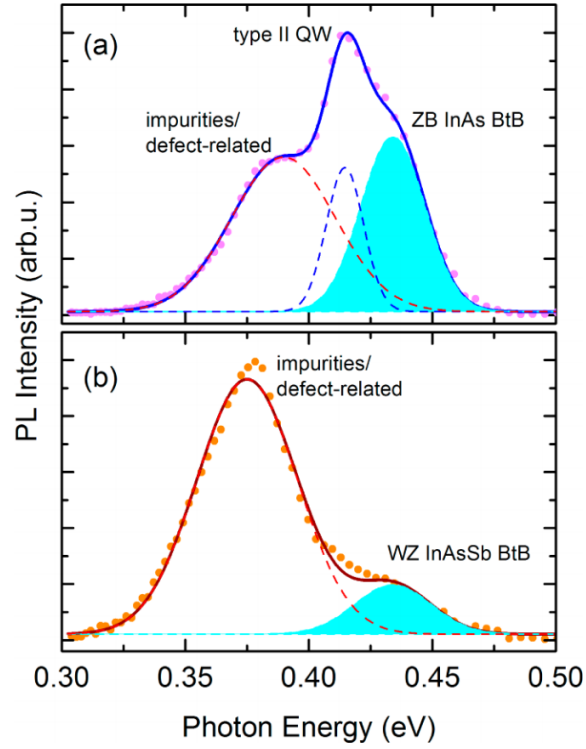 (a)
type II QW
impurities/
defect-related
ZB InAs BtB
PL Intensity (arb.u.)
(b)
impurities/
defect-related
WZ InAsSb BtB
0.30 0.35 0.40 0.45 0.50
Photon Energy (eV)